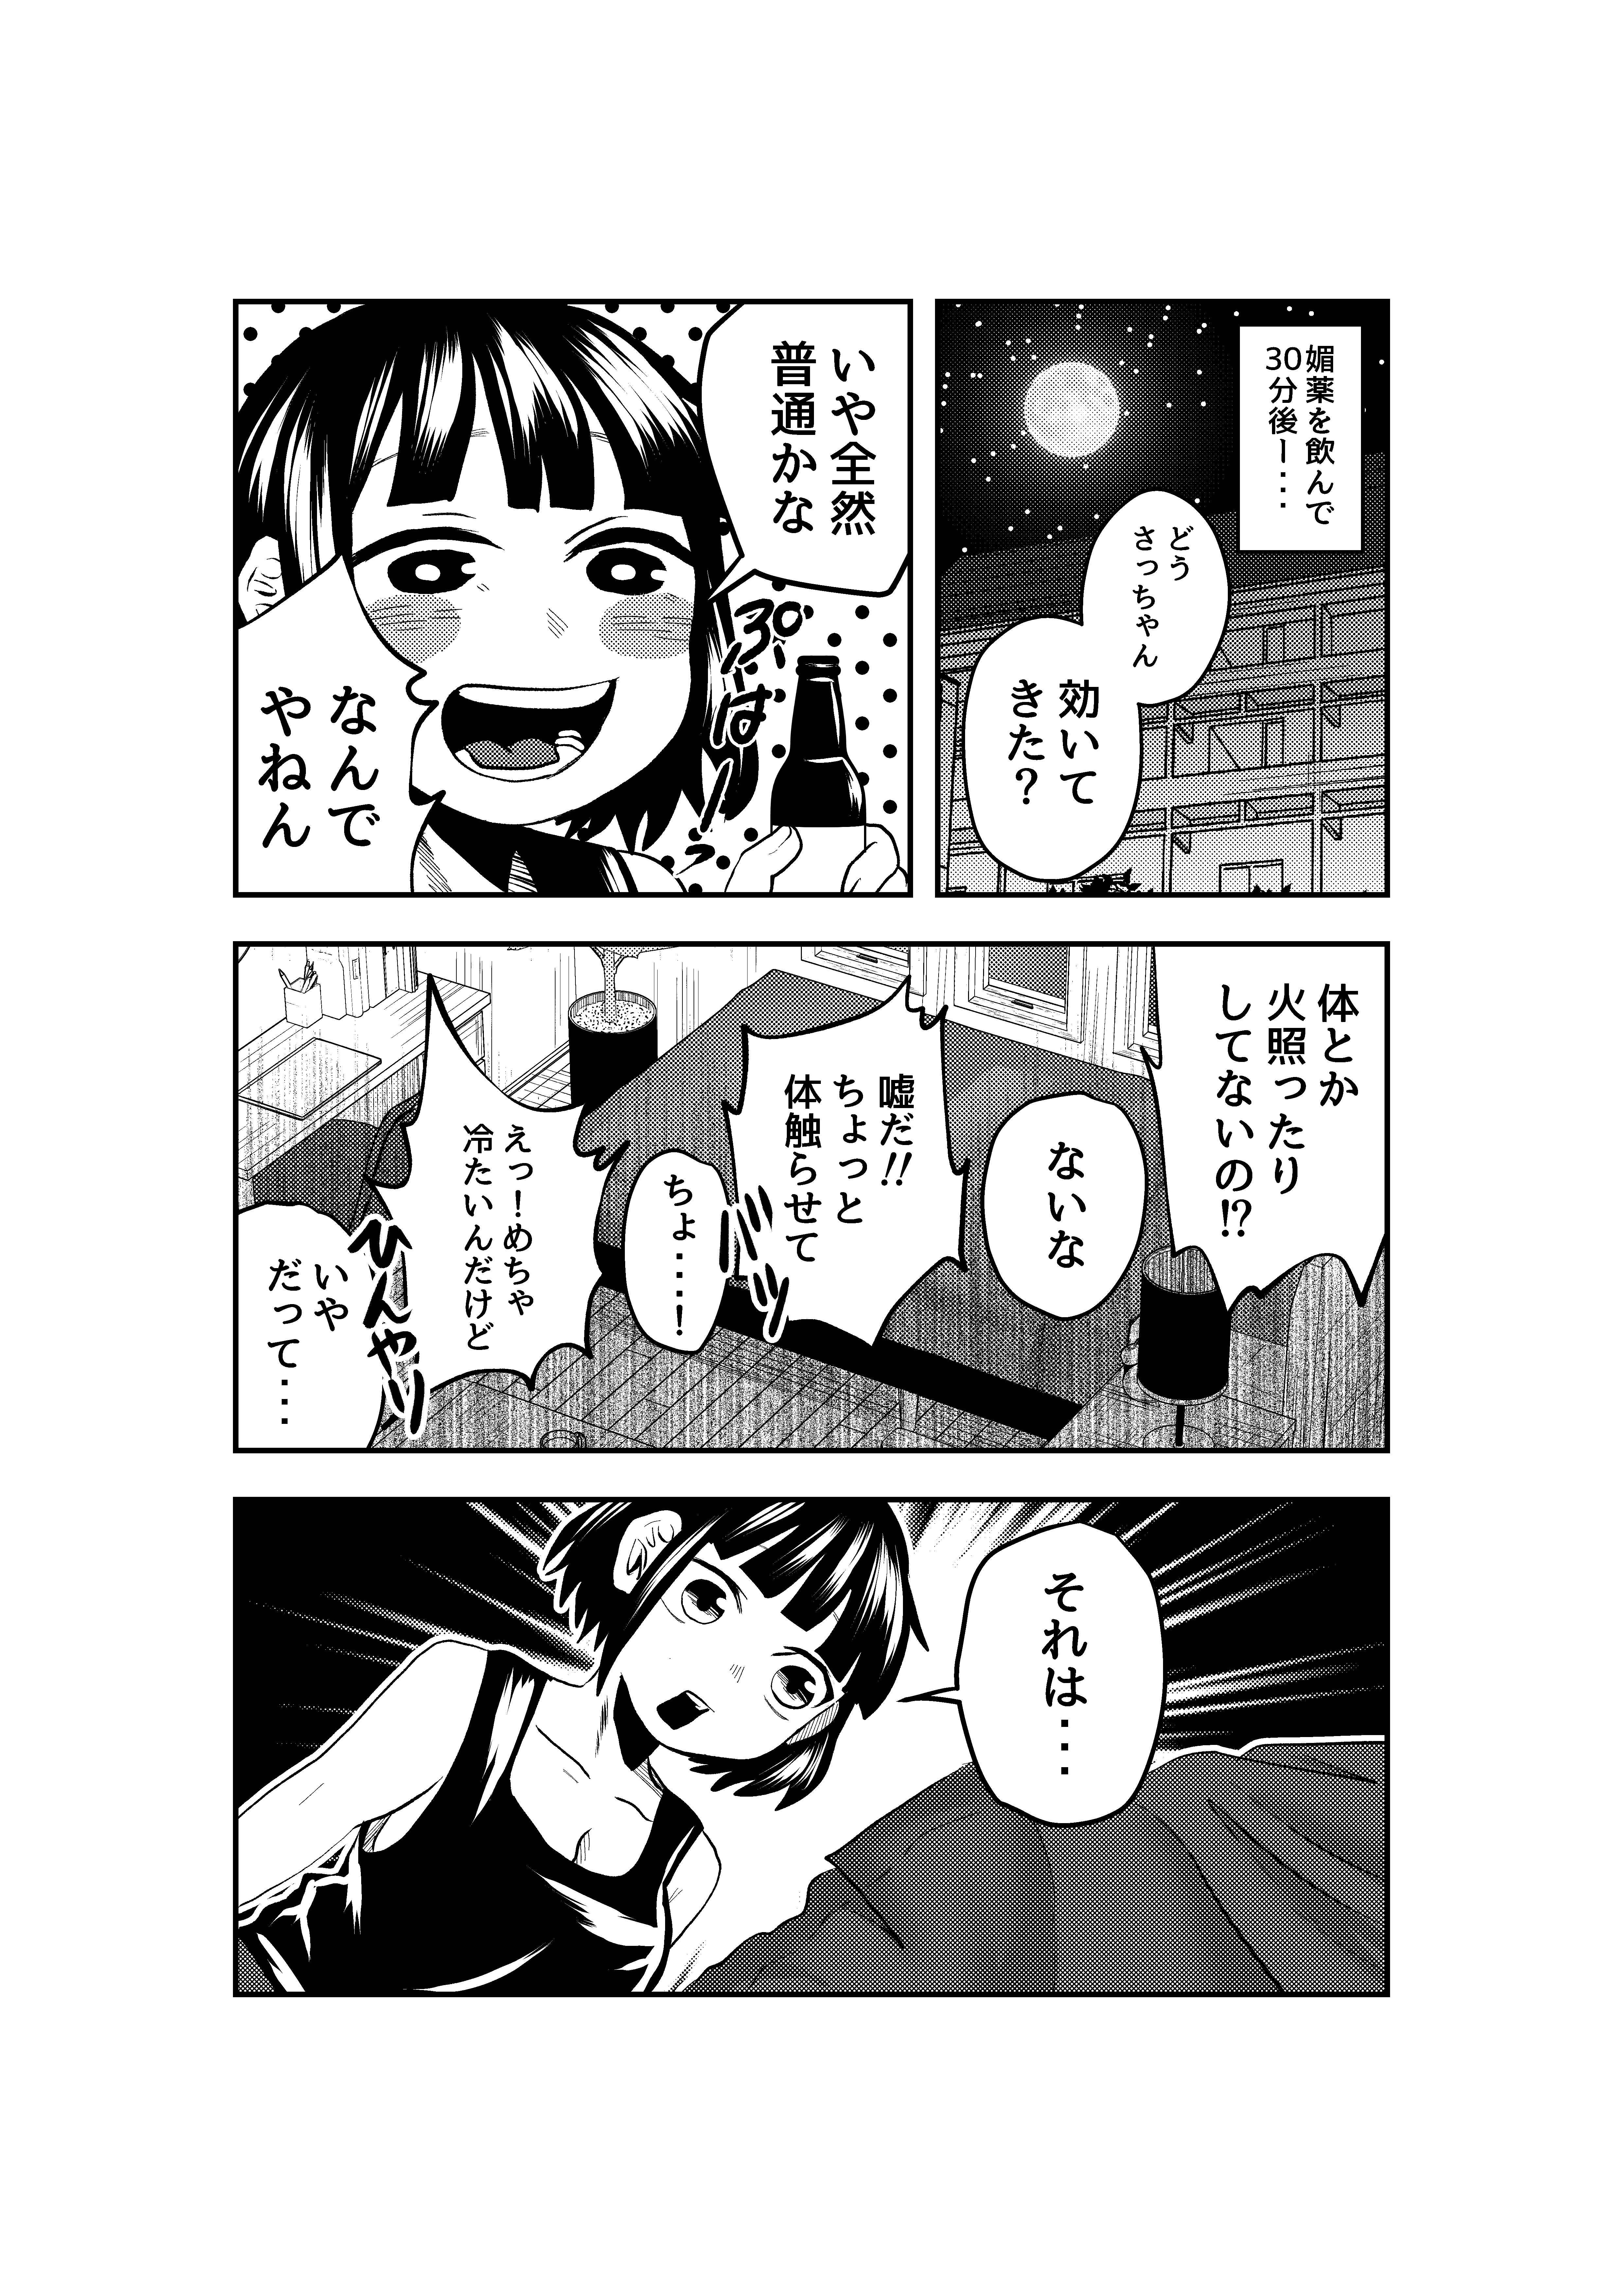 媚薬を飲んで
30分後ー・・・
どう
さっちゃん
効いて
きた？
いや全然
普通かな
ぷはーっ
なんで
やねん
体とか
火照ったり
してないの!?
ないな
嘘だ!!
ちょっと
体触らせて
バッ
ちょ・・・！
えっ！めちゃ
冷たいんだけど
ひんやり
いや
だって・・・
それは・・・